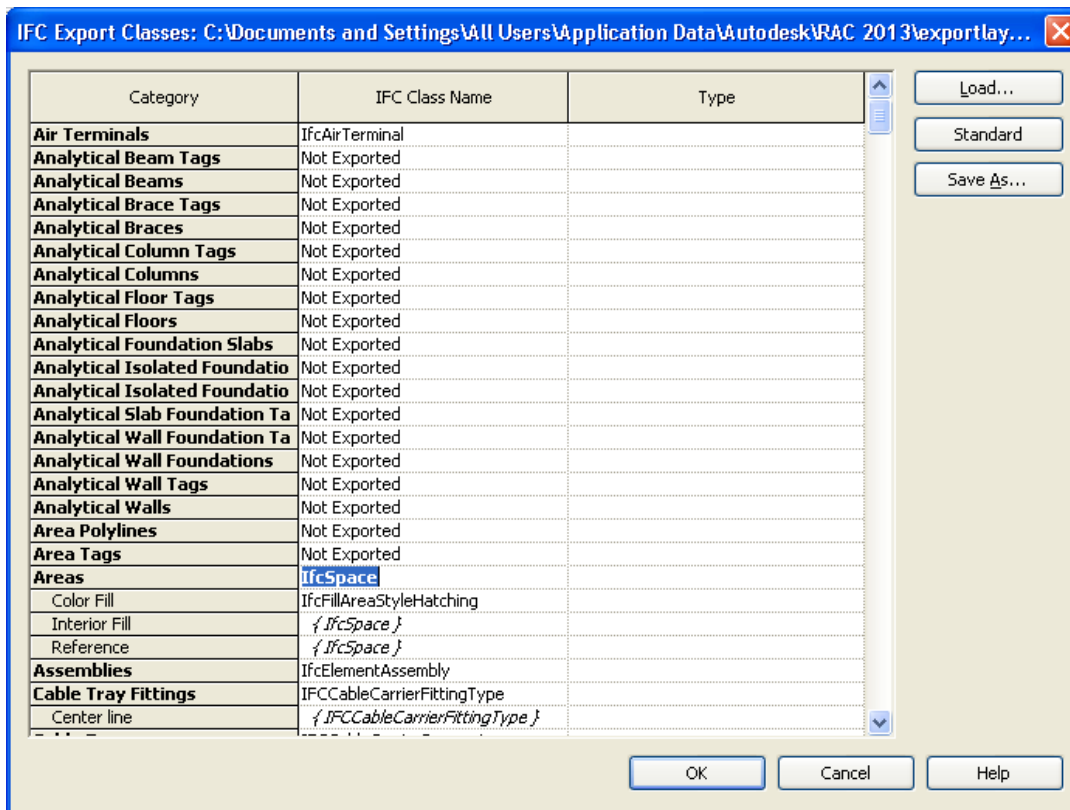 IFC Export Classes: C:\Documents and Settings\All Users\Application Data\Autodesk\RAC 2013\exportlay...
Category IFC Class Name Type
Air Terminals IfcAirTerminal
Analytical Beam Tags Not Exported
Analytical Beams Not Exported
Analytical Brace Tags Not Exported
Analytical Braces Not Exported
Analytical Column Tags Not Exported
Analytical Columns Not Exported
Analytical Floor Tags Not Exported
Analytical Floors Not Exported
Analytical Foundation Slabs Not Exported
Analytical Isolated Foundatio Not Exported
Analytical Isolated Foundatio Not Exported
Analytical Slab Foundation Ta Not Exported
Analytical Wall Foundation Ta Not Exported
Analytical Wall Foundations Not Exported
Analytical Wall Tags Not Exported
Analytical Walls Not Exported
Area Polylines Not Exported
Area Tags Not Exported
Areas IfcSpace
Color Fill IfcFillAreaStyleHatching
Interior Fill { IfcSpace }
Reference { IfcSpace }
Assemblies IfcElementAssembly
Cable Tray Fittings IFCCableCarrierFittingType
Center line { IFCCableCarrierFittingType }
Load...
Standard
Save As...
OK Cancel Help